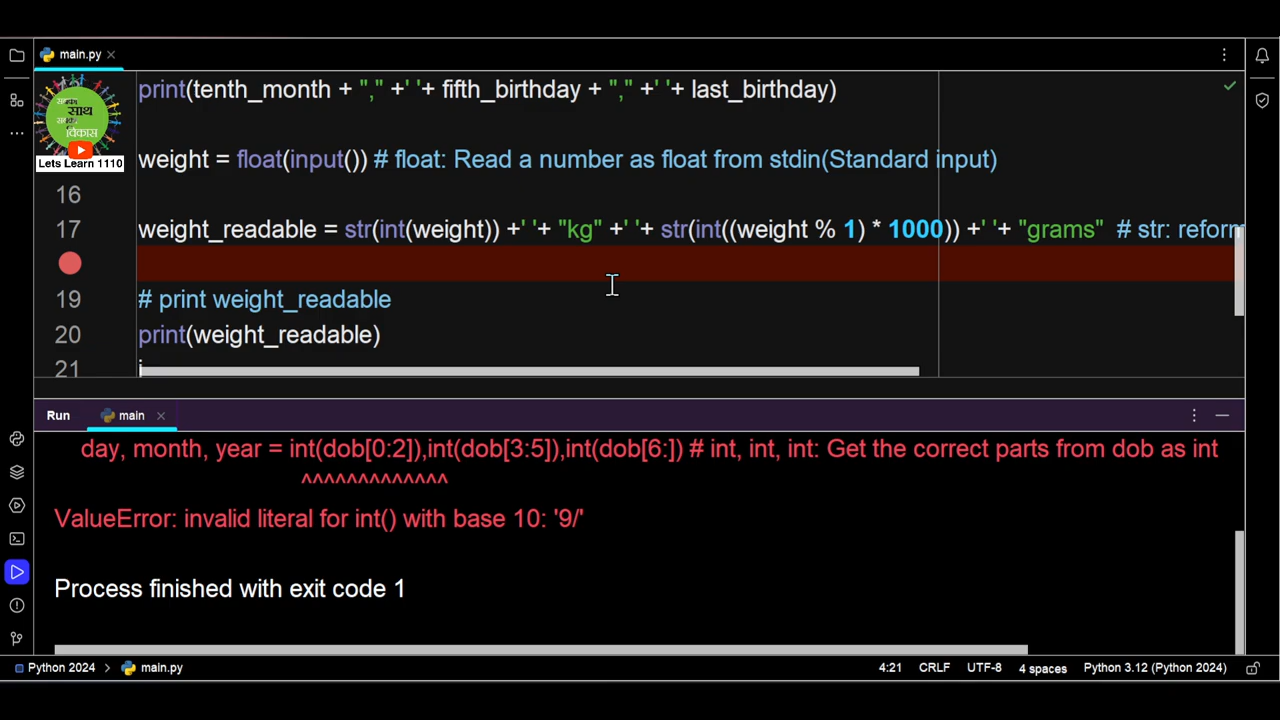 main.py
print(tenth_month + "," +' '+ fifth_birthday + "," +' '+ last_birthday)
सबका
साथ
सबका
विकास
Lets Learn 1110
weight = float(input()) # float: Read a number as float from stdin(Standard input)
16
17 weight_readable = str(int(weight)) +' '+ "kg" +' '+ str(int((weight % 1) * 1000)) +' '+ "grams"  # str: reform
19 # print weight_readable
20 print(weight_readable)
21
Run main
day, month, year = int(dob[0:2]),int(dob[3:5]),int(dob[6:]) # int, int, int: Get the correct parts from dob as int
^^^^^^^^^^^^^
ValueError: invalid literal for int() with base 10: '9/'
Process finished with exit code 1
Python 2024 > main.py 4:21 CRLF UTF-8 4 spaces Python 3.12 (Python 2024)